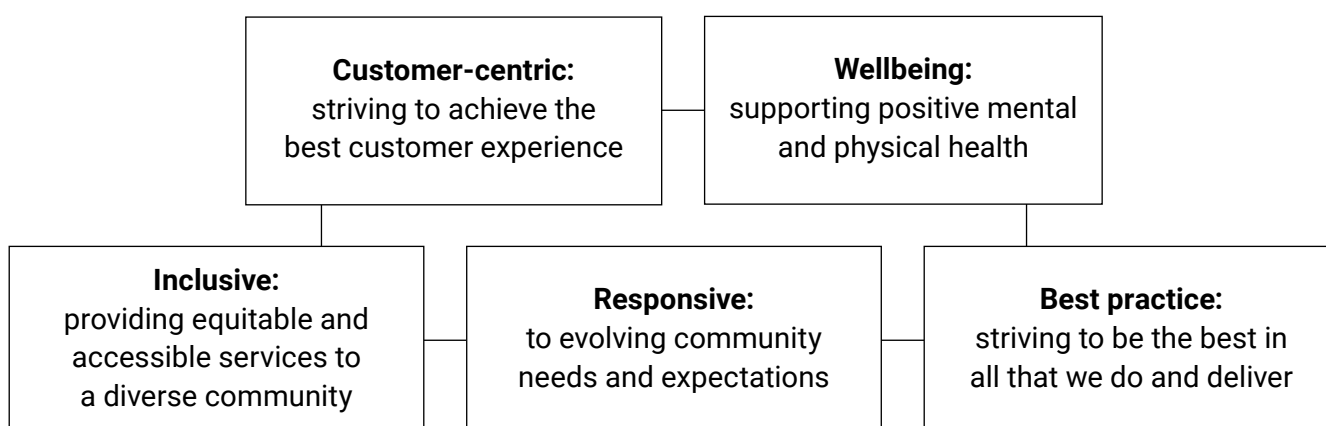 Customer-centric:
striving to achieve the
best customer experience
Wellbeing:
supporting positive mental
and physical health
Inclusive:
providing equitable and
accessible services to
a diverse community
Responsive:
to evolving community
needs and expectations
Best practice:
striving to be the best in
all that we do and deliver